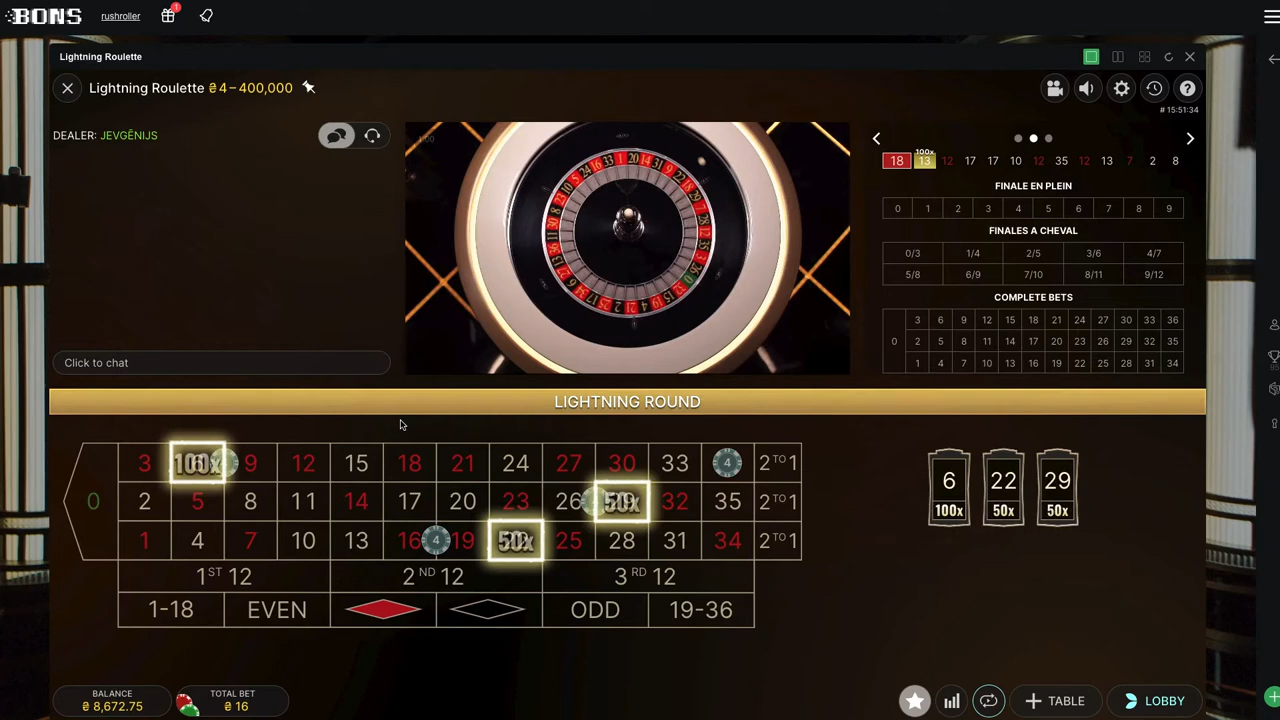 BONS
rushroller
1
Lightning Roulette
Lightning Roulette ₴4 – 400,000
# 15:51:34
DEALER: JEVGĒNIJS
100x
18 13 12 17 17 10 12 35 12 13 7 2 8
FINALE EN PLEIN
0 1 2 3 4 5 6 7 8 9
FINALES A CHEVAL
0/3 1/4 2/5 3/6 4/7
5/8 6/9 7/10 8/11 9/12
COMPLETE BETS
3 6 9 12 15 18 21 24 27 30 33 36
0 2 5 8 11 14 17 20 23 26 29 32 35
1 4 7 10 13 16 19 22 25 28 31 34
Click to chat
LIGHTNING ROUND
3 100x 9 12 15 18 21 24 27 30 33 4 2 TO 1
0 2 5 8 11 14 17 20 23 26 50x 32 35 2 TO 1
1 4 7 10 13 16 4 19 50x 25 28 31 34 2 TO 1
1ST 12 2ND 12 3RD 12
1-18 EVEN ODD 19-36
6 22 29
100x 50x 50x
BALANCE
₴ 8,672.75
TOTAL BET
₴ 16
TABLE
LOBBY